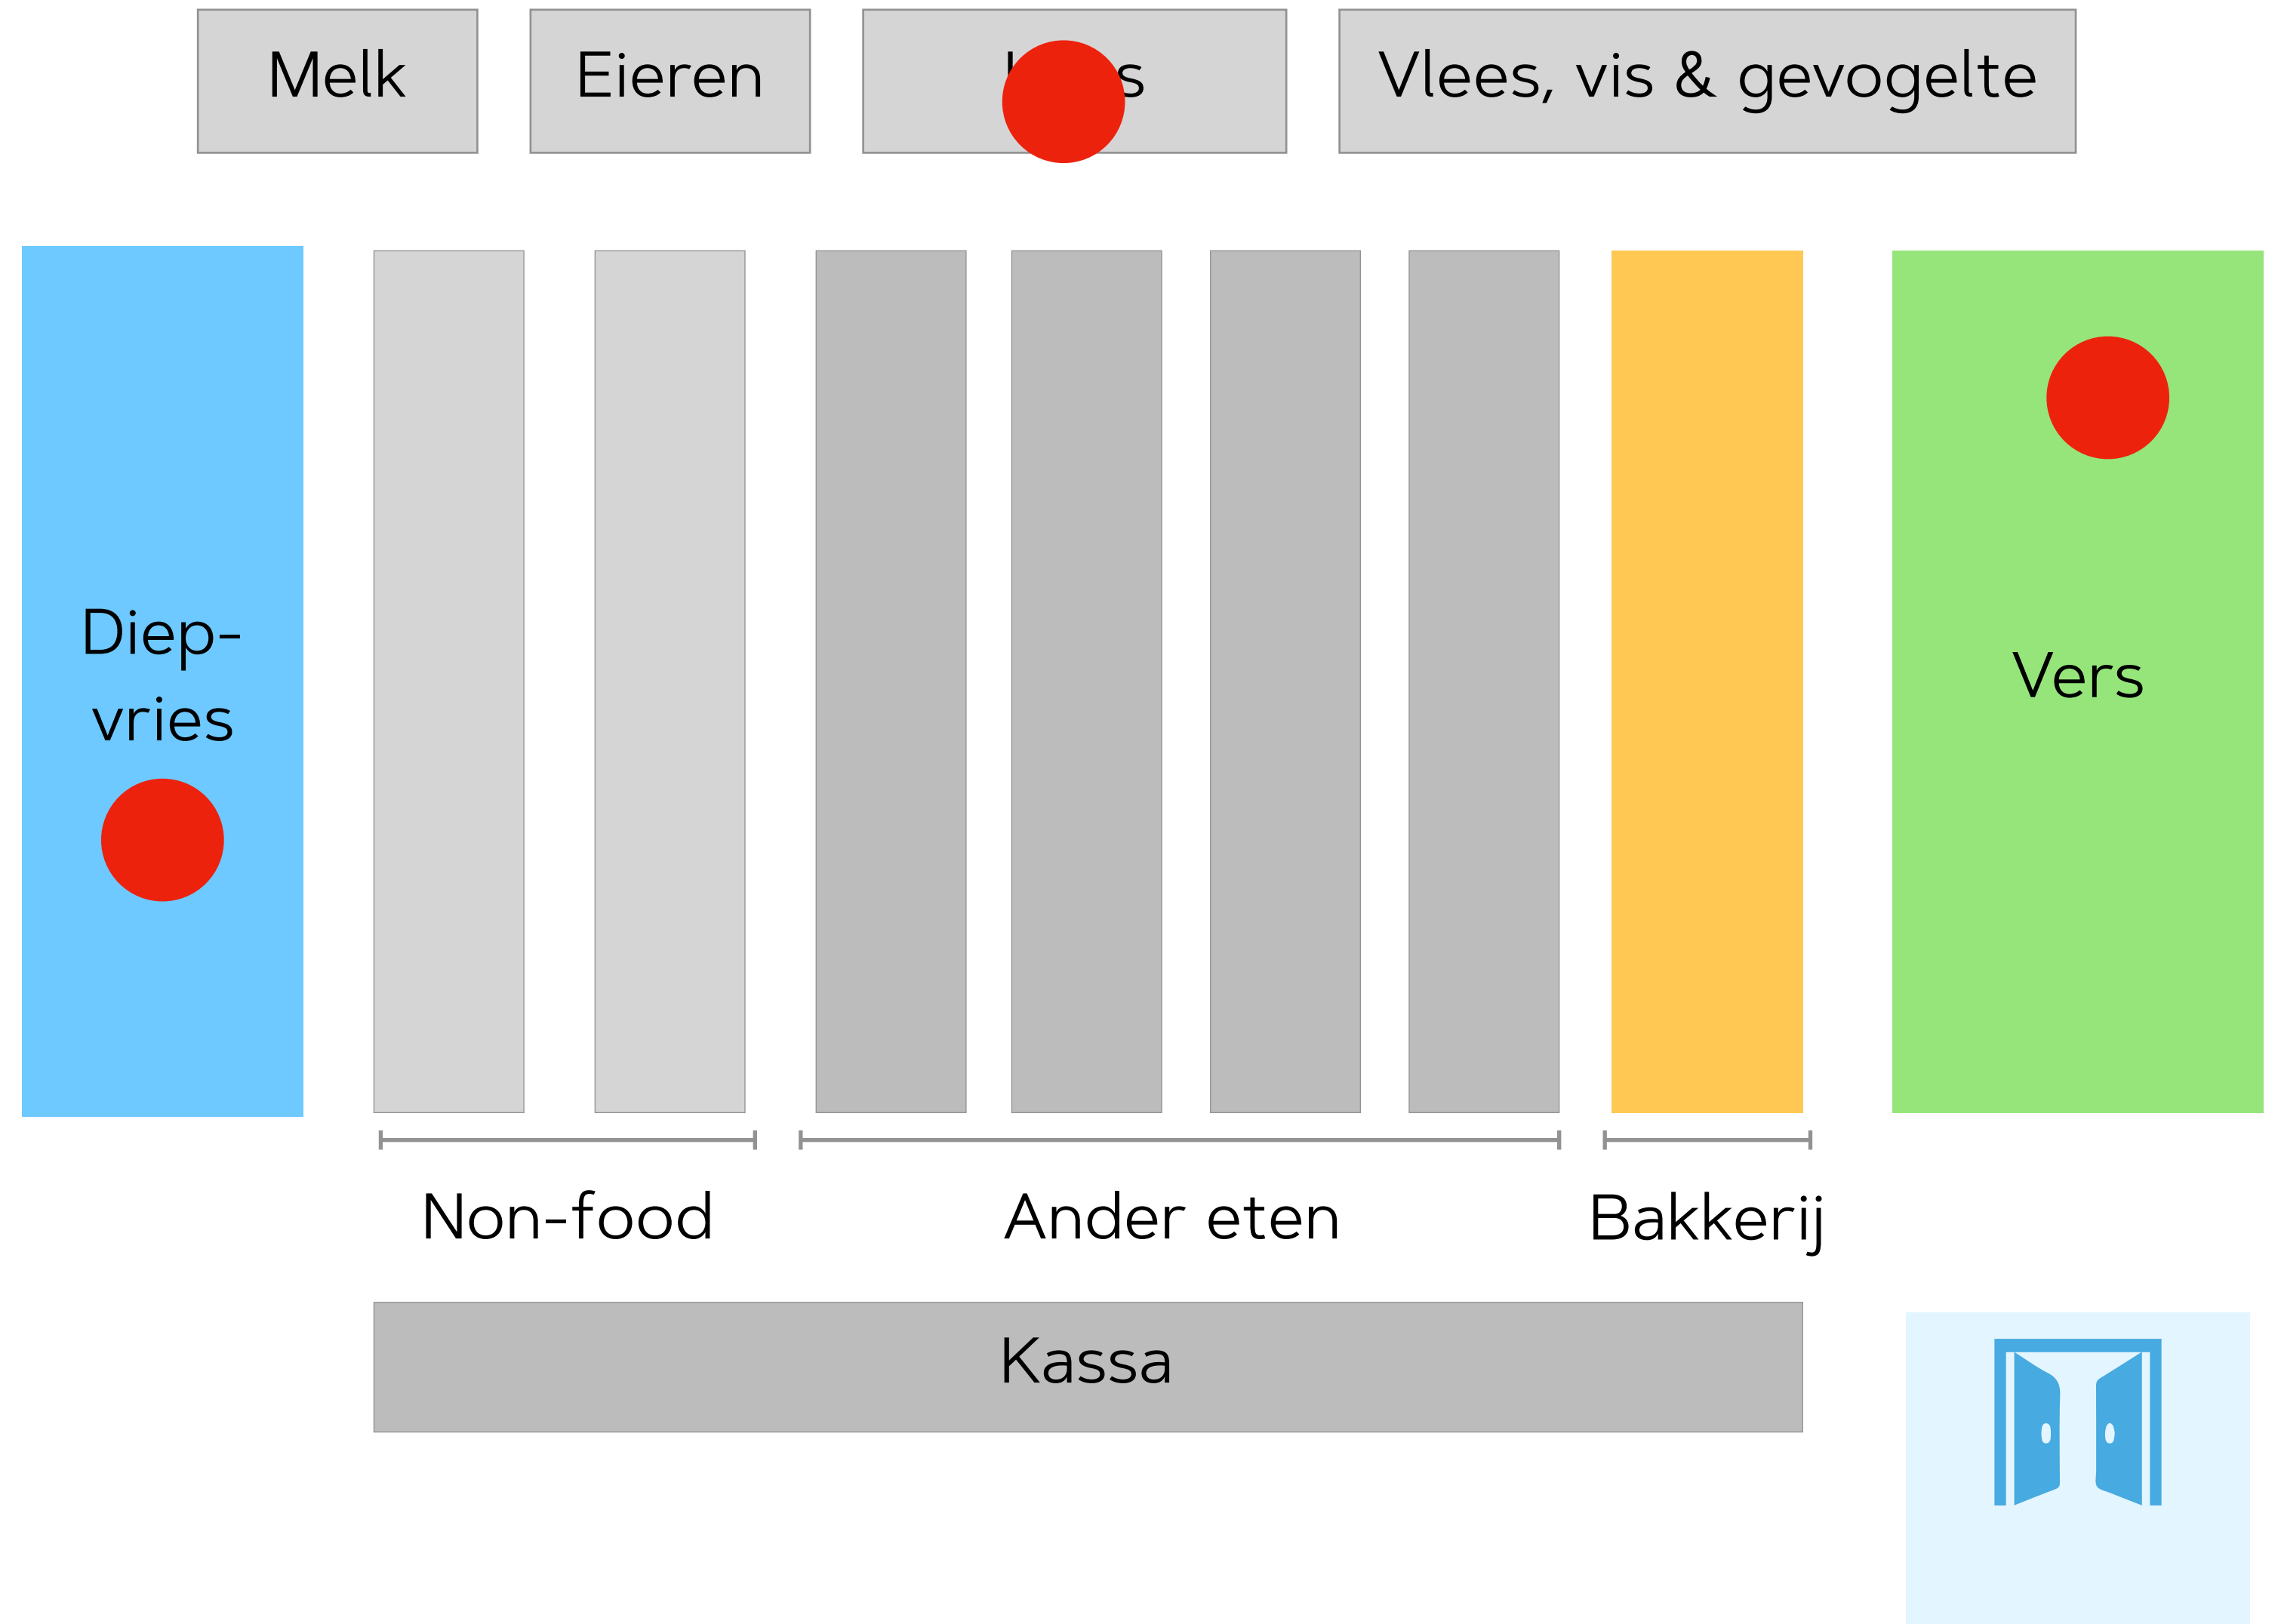 Melk
Eieren
Vlees, vis & gevogelte
Diep-
vries
Vers
Non-food
Ander eten
Bakkerij
Kassa